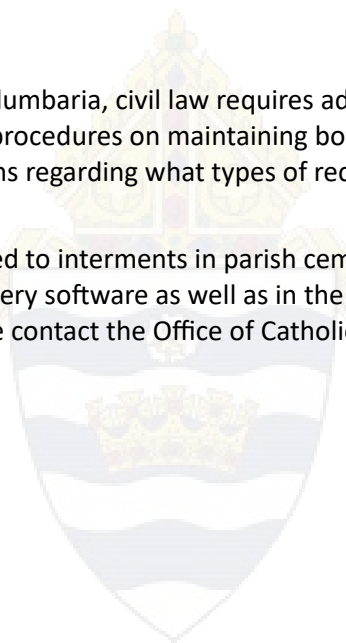 lumbaria, civil law requires ad
procedures on maintaining bo
ns regarding what types of rec
ed to interments in parish cem
ery software as well as in the
e contact the Office of Catholi